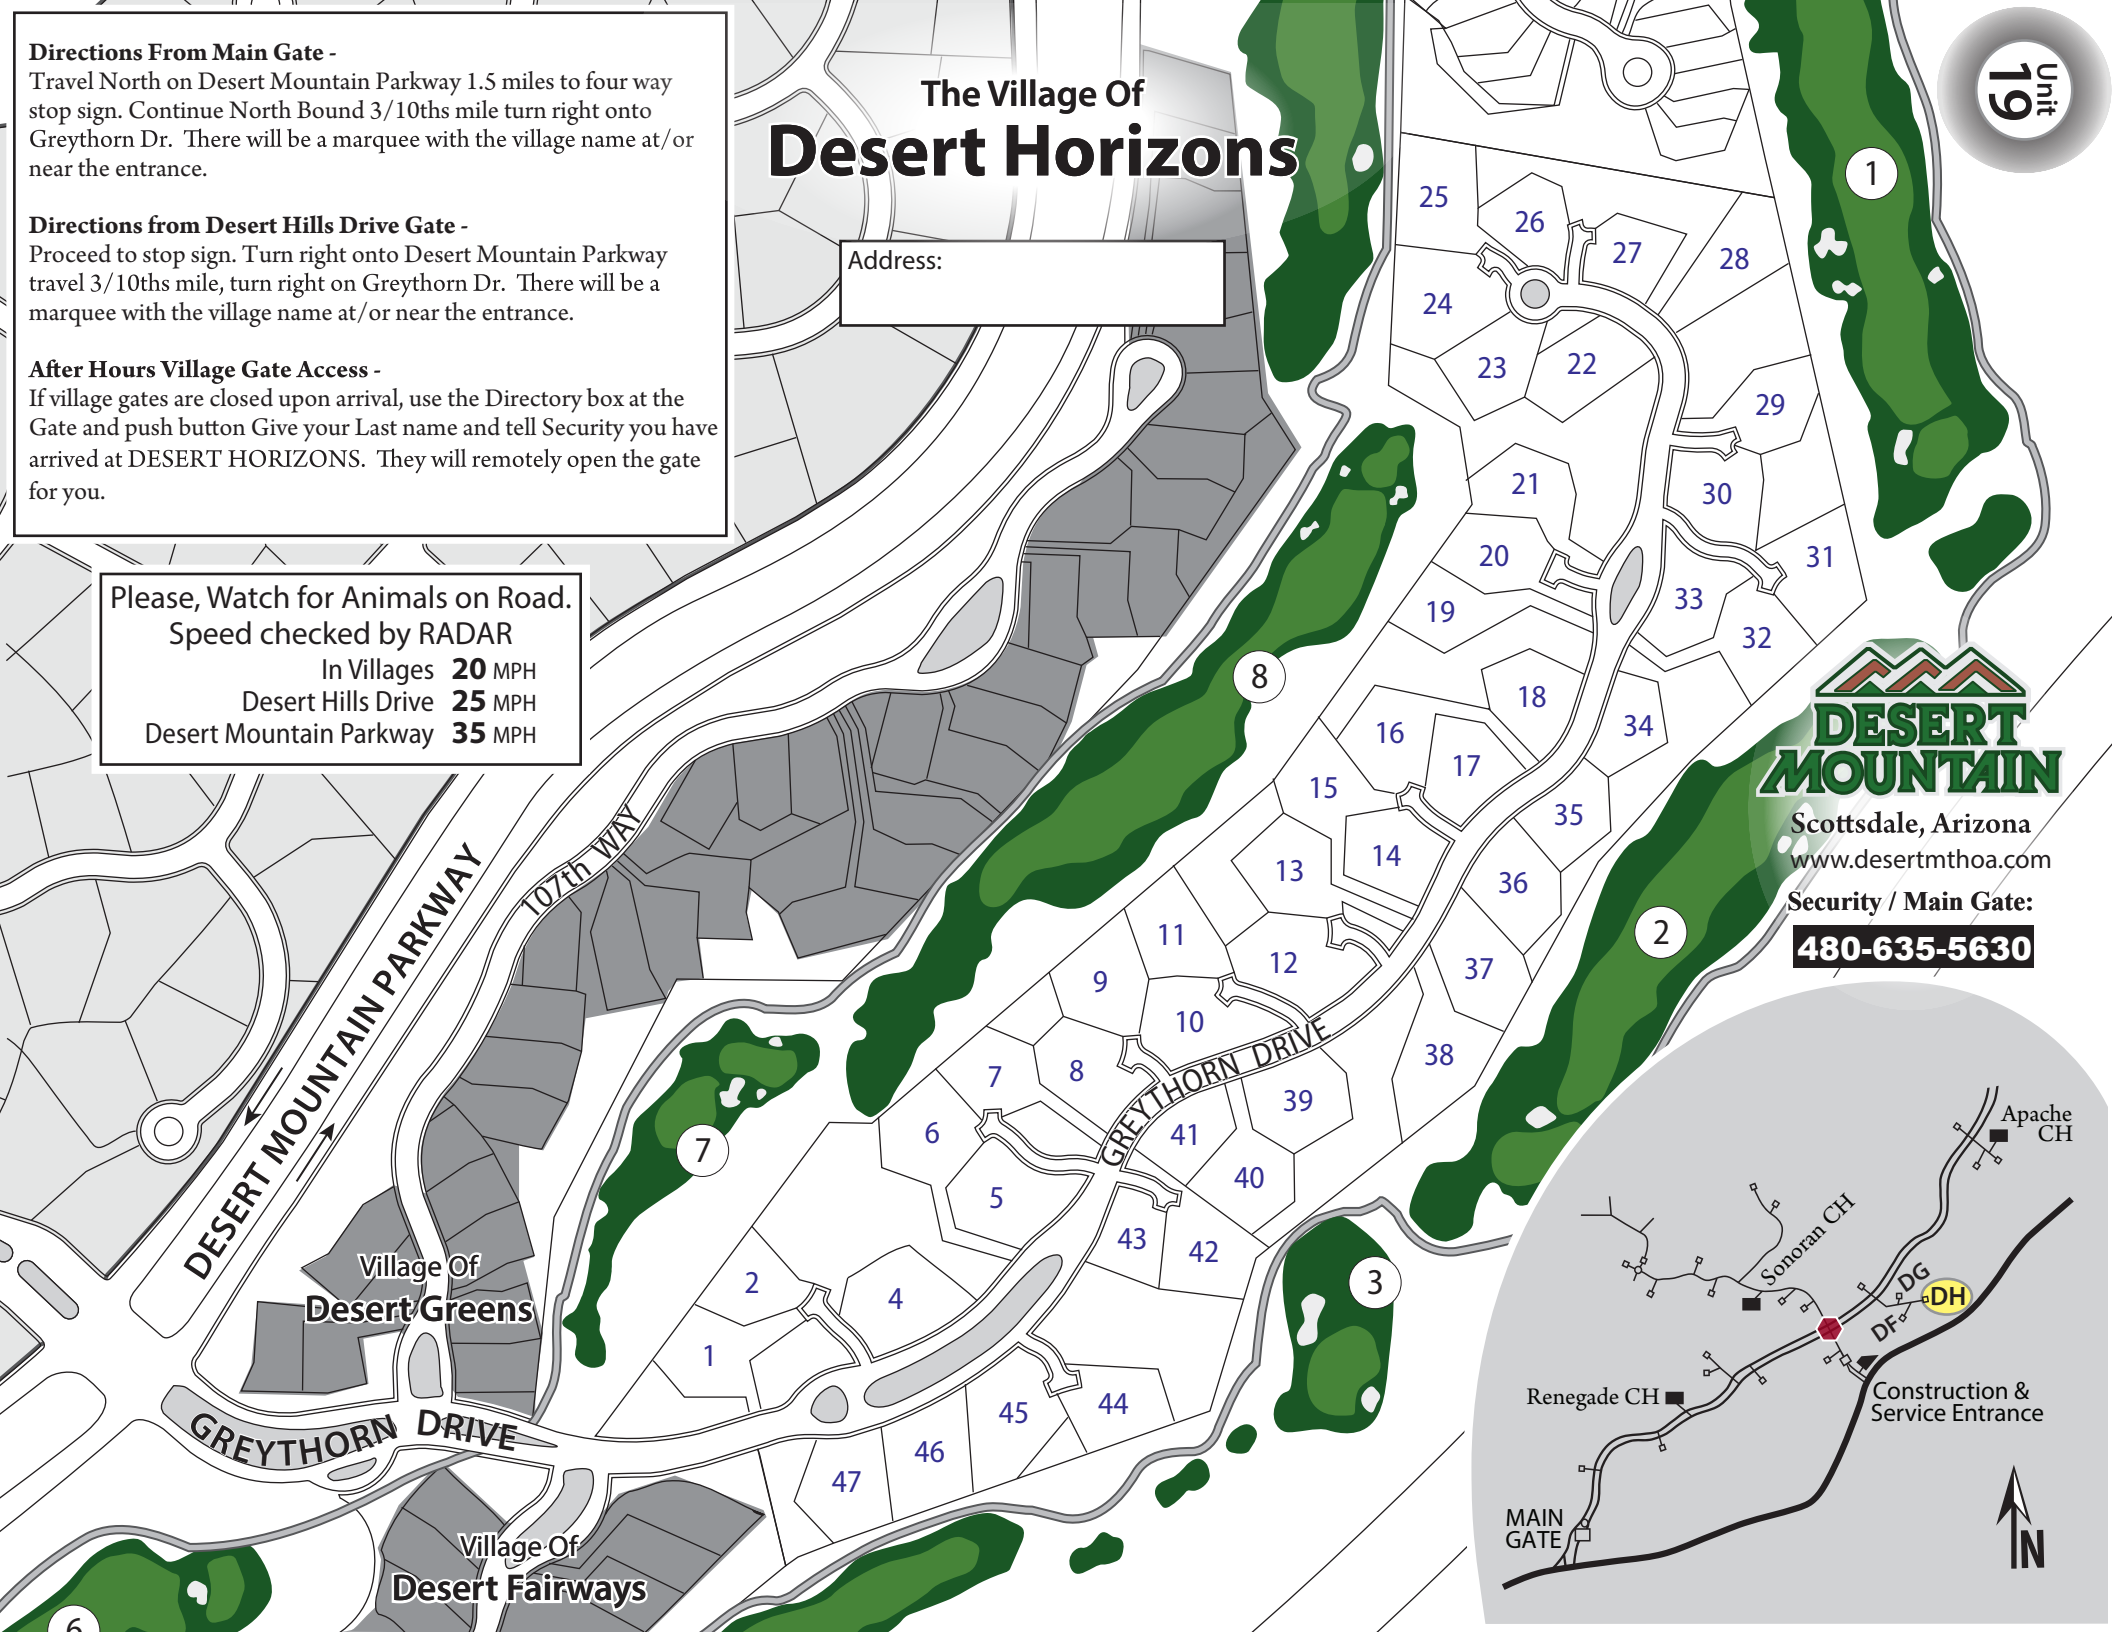 Directions From Main Gate -
Travel North on Desert Mountain Parkway 1.5 miles to four way
stop sign. Continue North Bound 3/10ths mile turn right onto
Greythorn Dr.  There will be a marquee with the village name at/or
near the entrance.
Directions from Desert Hills Drive Gate -
Proceed to stop sign. Turn right onto Desert Mountain Parkway
travel 3/10ths mile, turn right on Greythorn Dr.  There will be a
marquee with the village name at/or near the entrance.
After Hours Village Gate Access -
If village gates are closed upon arrival, use the Directory box at the
Gate and push button Give your Last name and tell Security you have
arrived at DESERT HORIZONS.  They will remotely open the gate
for you.
The Village Of
Desert Horizons
Address:
Unit
19
Please, Watch for Animals on Road.
Speed checked by RADAR
In Villages 20 MPH
Desert Hills Drive 25 MPH
Desert Mountain Parkway 35 MPH
1
25
26
27
28
24
23
22
29
21
30
20
31
19
33
32
8
18
34
16
17
15
35
14
13
36
11
12
2
37
9
10
38
7
8
39
6
41
40
5
43
42
2
4
3
1
45
44
46
47
7
6
107th WAY
DESERT MOUNTAIN PARKWAY
GREYTHORN DRIVE
GREYTHORN DRIVE
Village Of
Desert Greens
Village Of
Desert Fairways
DESERT
MOUNTAIN
Scottsdale, Arizona
www.desertmthoa.com
Security / Main Gate:
480-635-5630
Apache
CH
Sonoran CH
DG
DH
DF
Renegade CH
Construction &
Service Entrance
MAIN
GATE
N